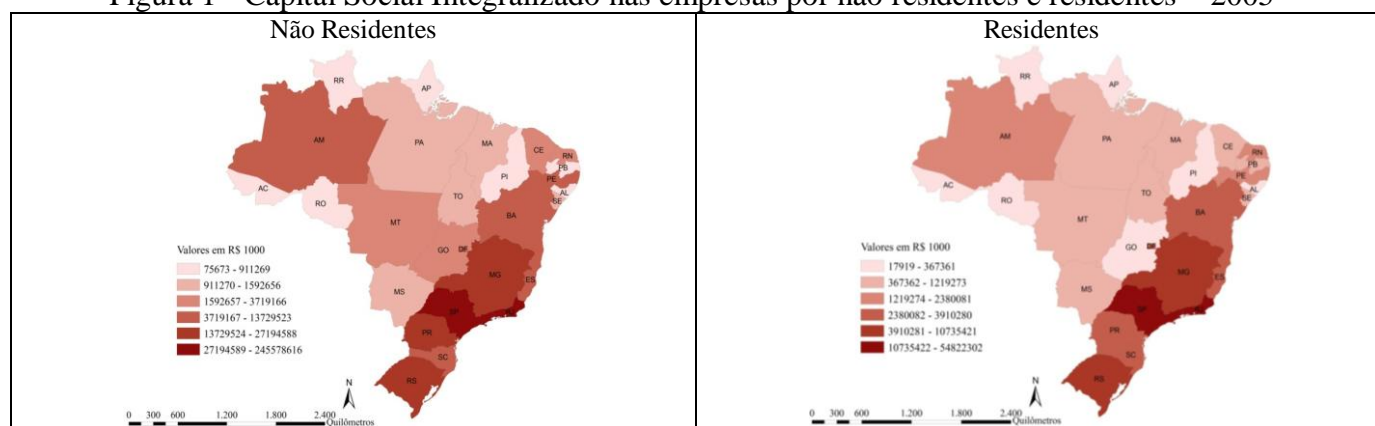 Figura 1 - Capital Social Integralizado nas empresas por não residentes e residentes – 2005
Não Residentes
RR
AP
AM
PA
MA
CE
RN
PB
PE
PI
AL
SE
AC
RO
TO
BA
MT
GO
DF
MG
ES
MS
SP
RJ
PR
SC
RS
Valores em R$ 1000
75673 - 911269
911270 - 1592656
1592657 - 3719166
3719167 - 13729523
13729524 - 27194588
27194589 - 245578616
N
0 300 600 1.200 1.800 2.400
Quilômetros
Residentes
RR
AP
AM
PA
MA
CE
RN
PB
PE
PI
AL
SE
AC
RO
TO
BA
MT
GO
DF
MG
ES
MS
SP
PR
SC
RS
Valores em R$ 1000
17919 - 367361
367362 - 1219273
1219274 - 2380081
2380082 - 3910280
3910281 - 10735421
10735422 - 54822302
N
0 300 600 1.200 1.800 2.400
Quilômetros